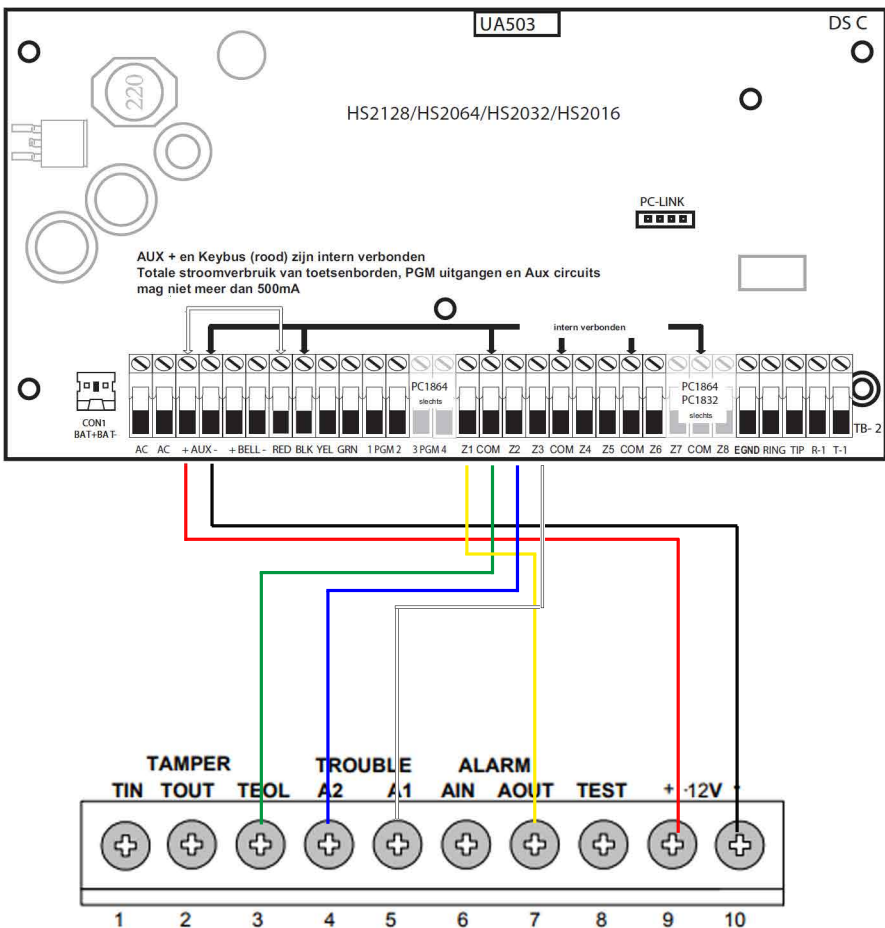 UA503
DS C
220
HS2128/HS2064/HS2032/HS2016
PC-LINK
AUX + en Keybus (rood) zijn intern verbonden
Totale stroomverbruik van toetsenborden, PGM uitgangen en Aux circuits
mag niet meer dan 500mA
intern verbonden
PC1864
slechts
PC1864
PC1832
slechts
CON1
BAT+BAT-
TB- 2
AC AC + AUX - + BELL - RED BLK YEL GRN 1 PGM 2 3 PGM 4 Z1 COM Z2 Z3 COM Z4 Z5 COM Z6 Z7 COM Z8 EGND RING TIP R-1 T-1
TAMPER TROUBLE ALARM
TIN TOUT TEOL A2 A1 AIN AOUT TEST + -12V -
1 2 3 4 5 6 7 8 9 10